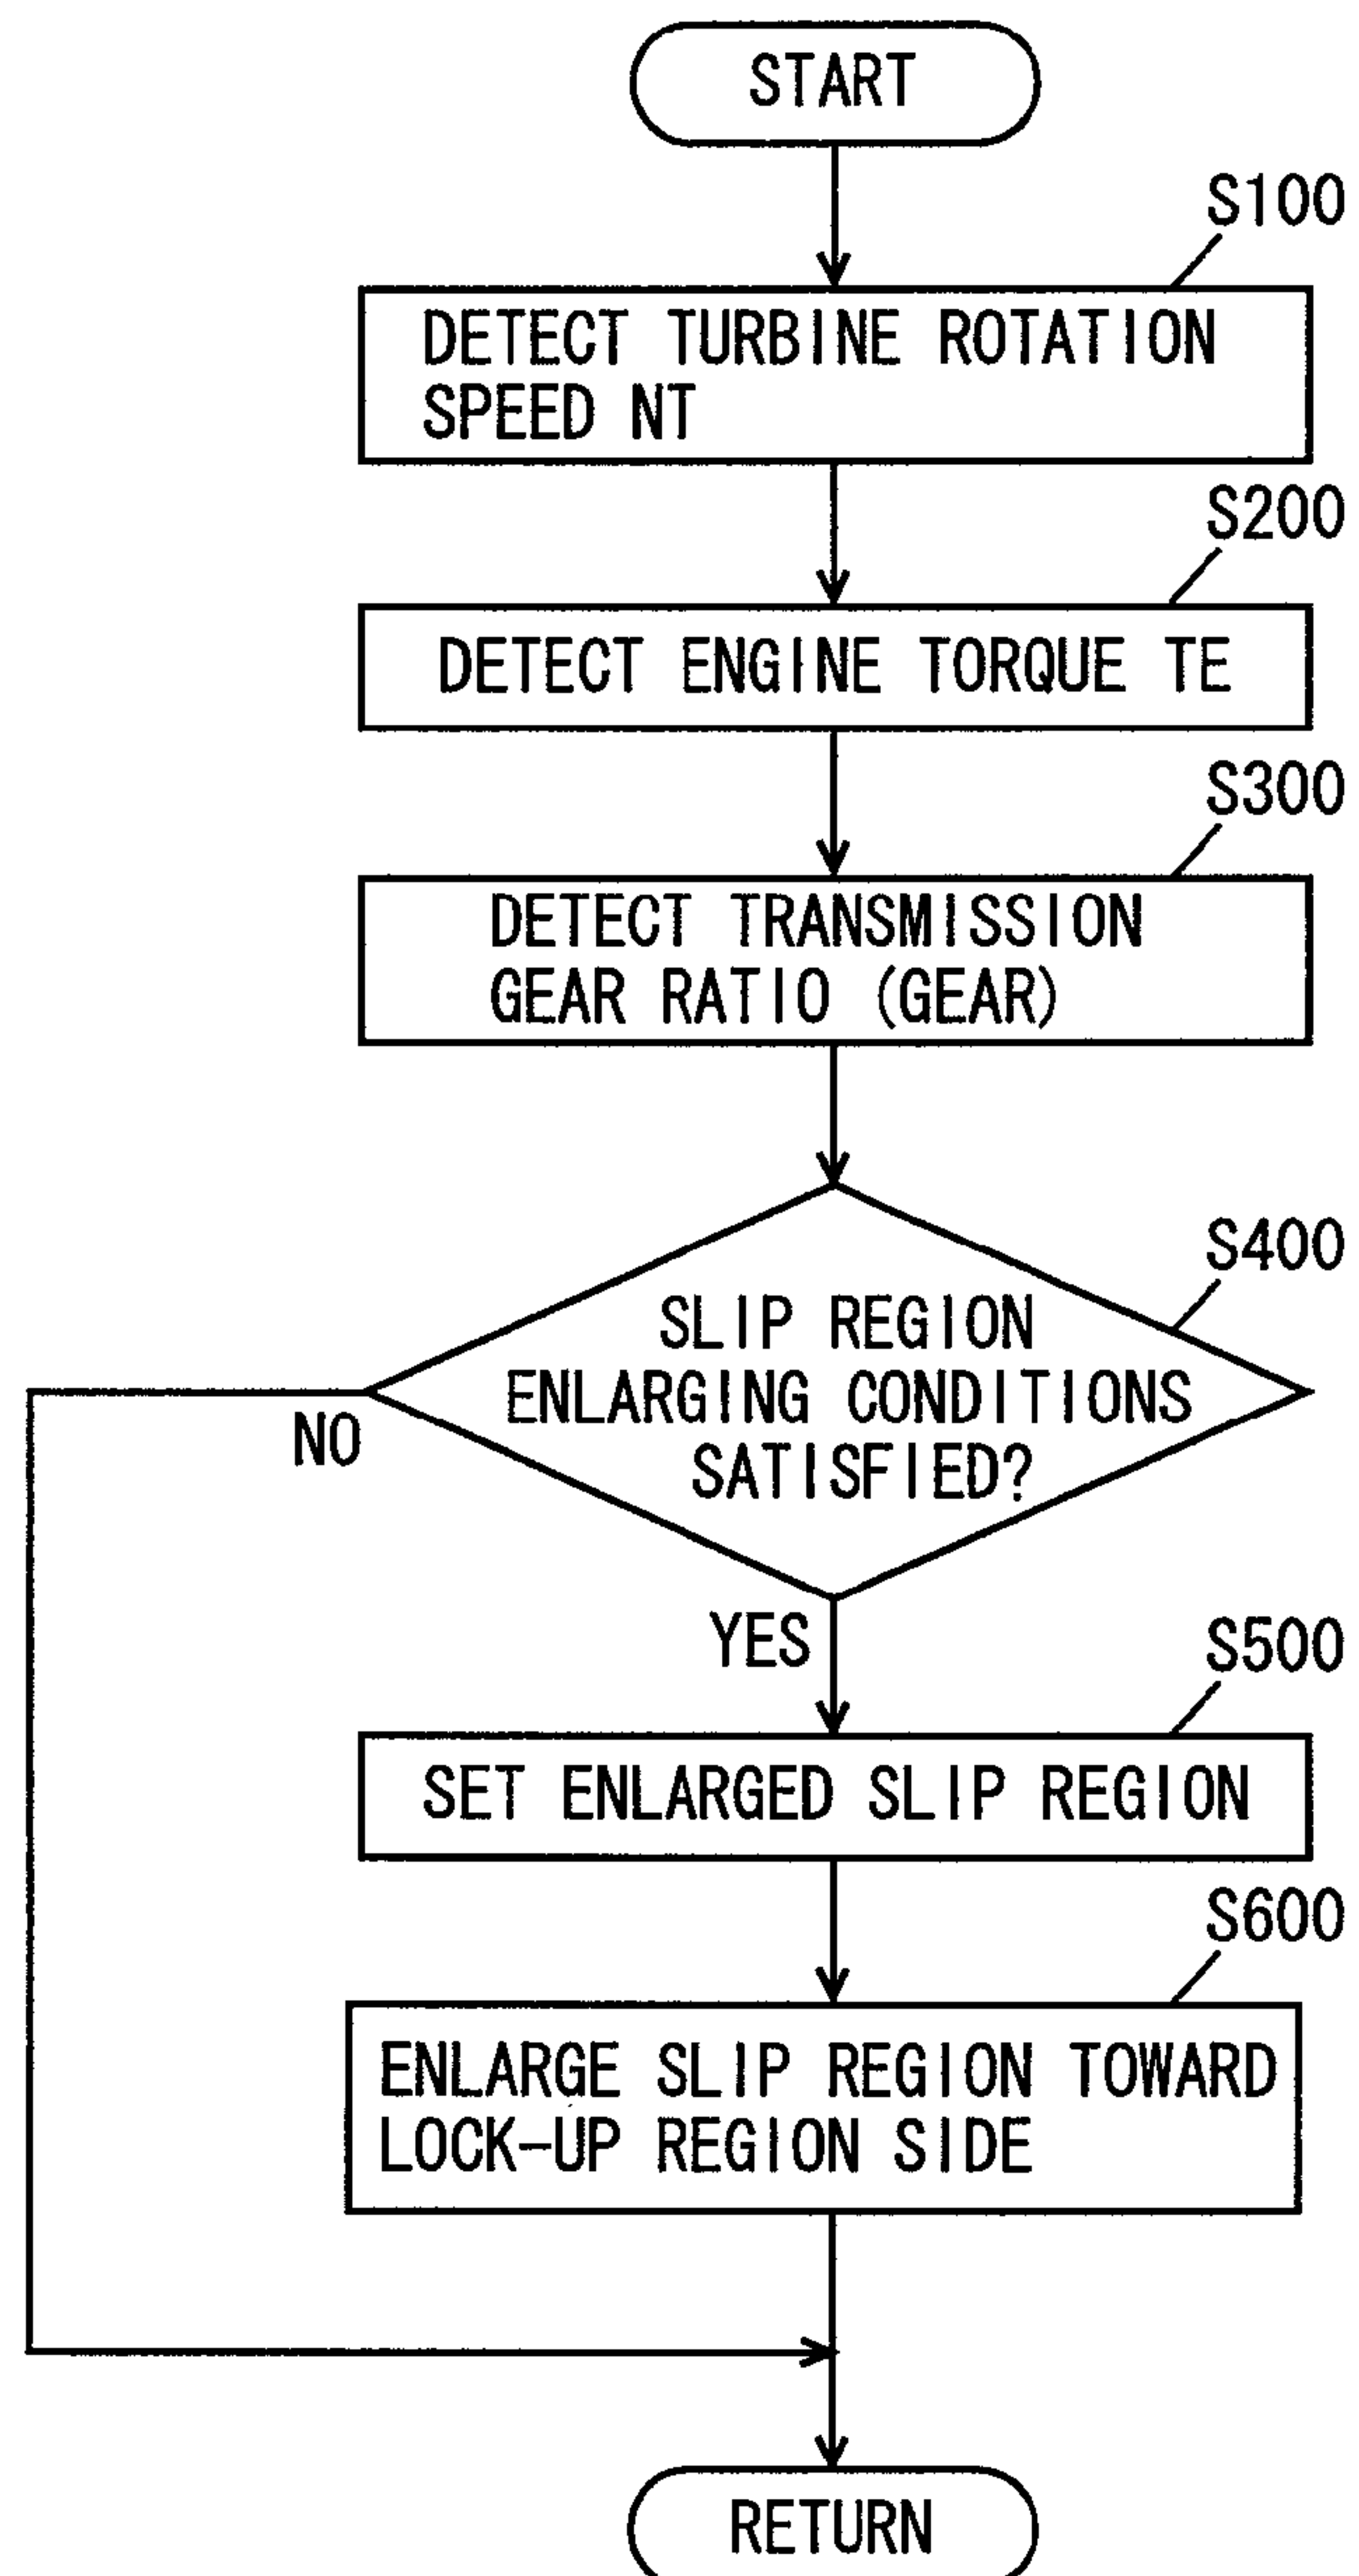 START
S100
DETECT TURBINE ROTATION
SPEED NT
S200
DETECT ENGINE TORQUE TE
S300
DETECT TRANSMISSION
GEAR RATIO (GEAR)
S400
SLIP REGION
ENLARGING CONDITIONS
SATISFIED?
NO
YES
S500
SET ENLARGED SLIP REGION
S600
ENLARGE SLIP REGION TOWARD
LOCK-UP REGION SIDE
RETURN